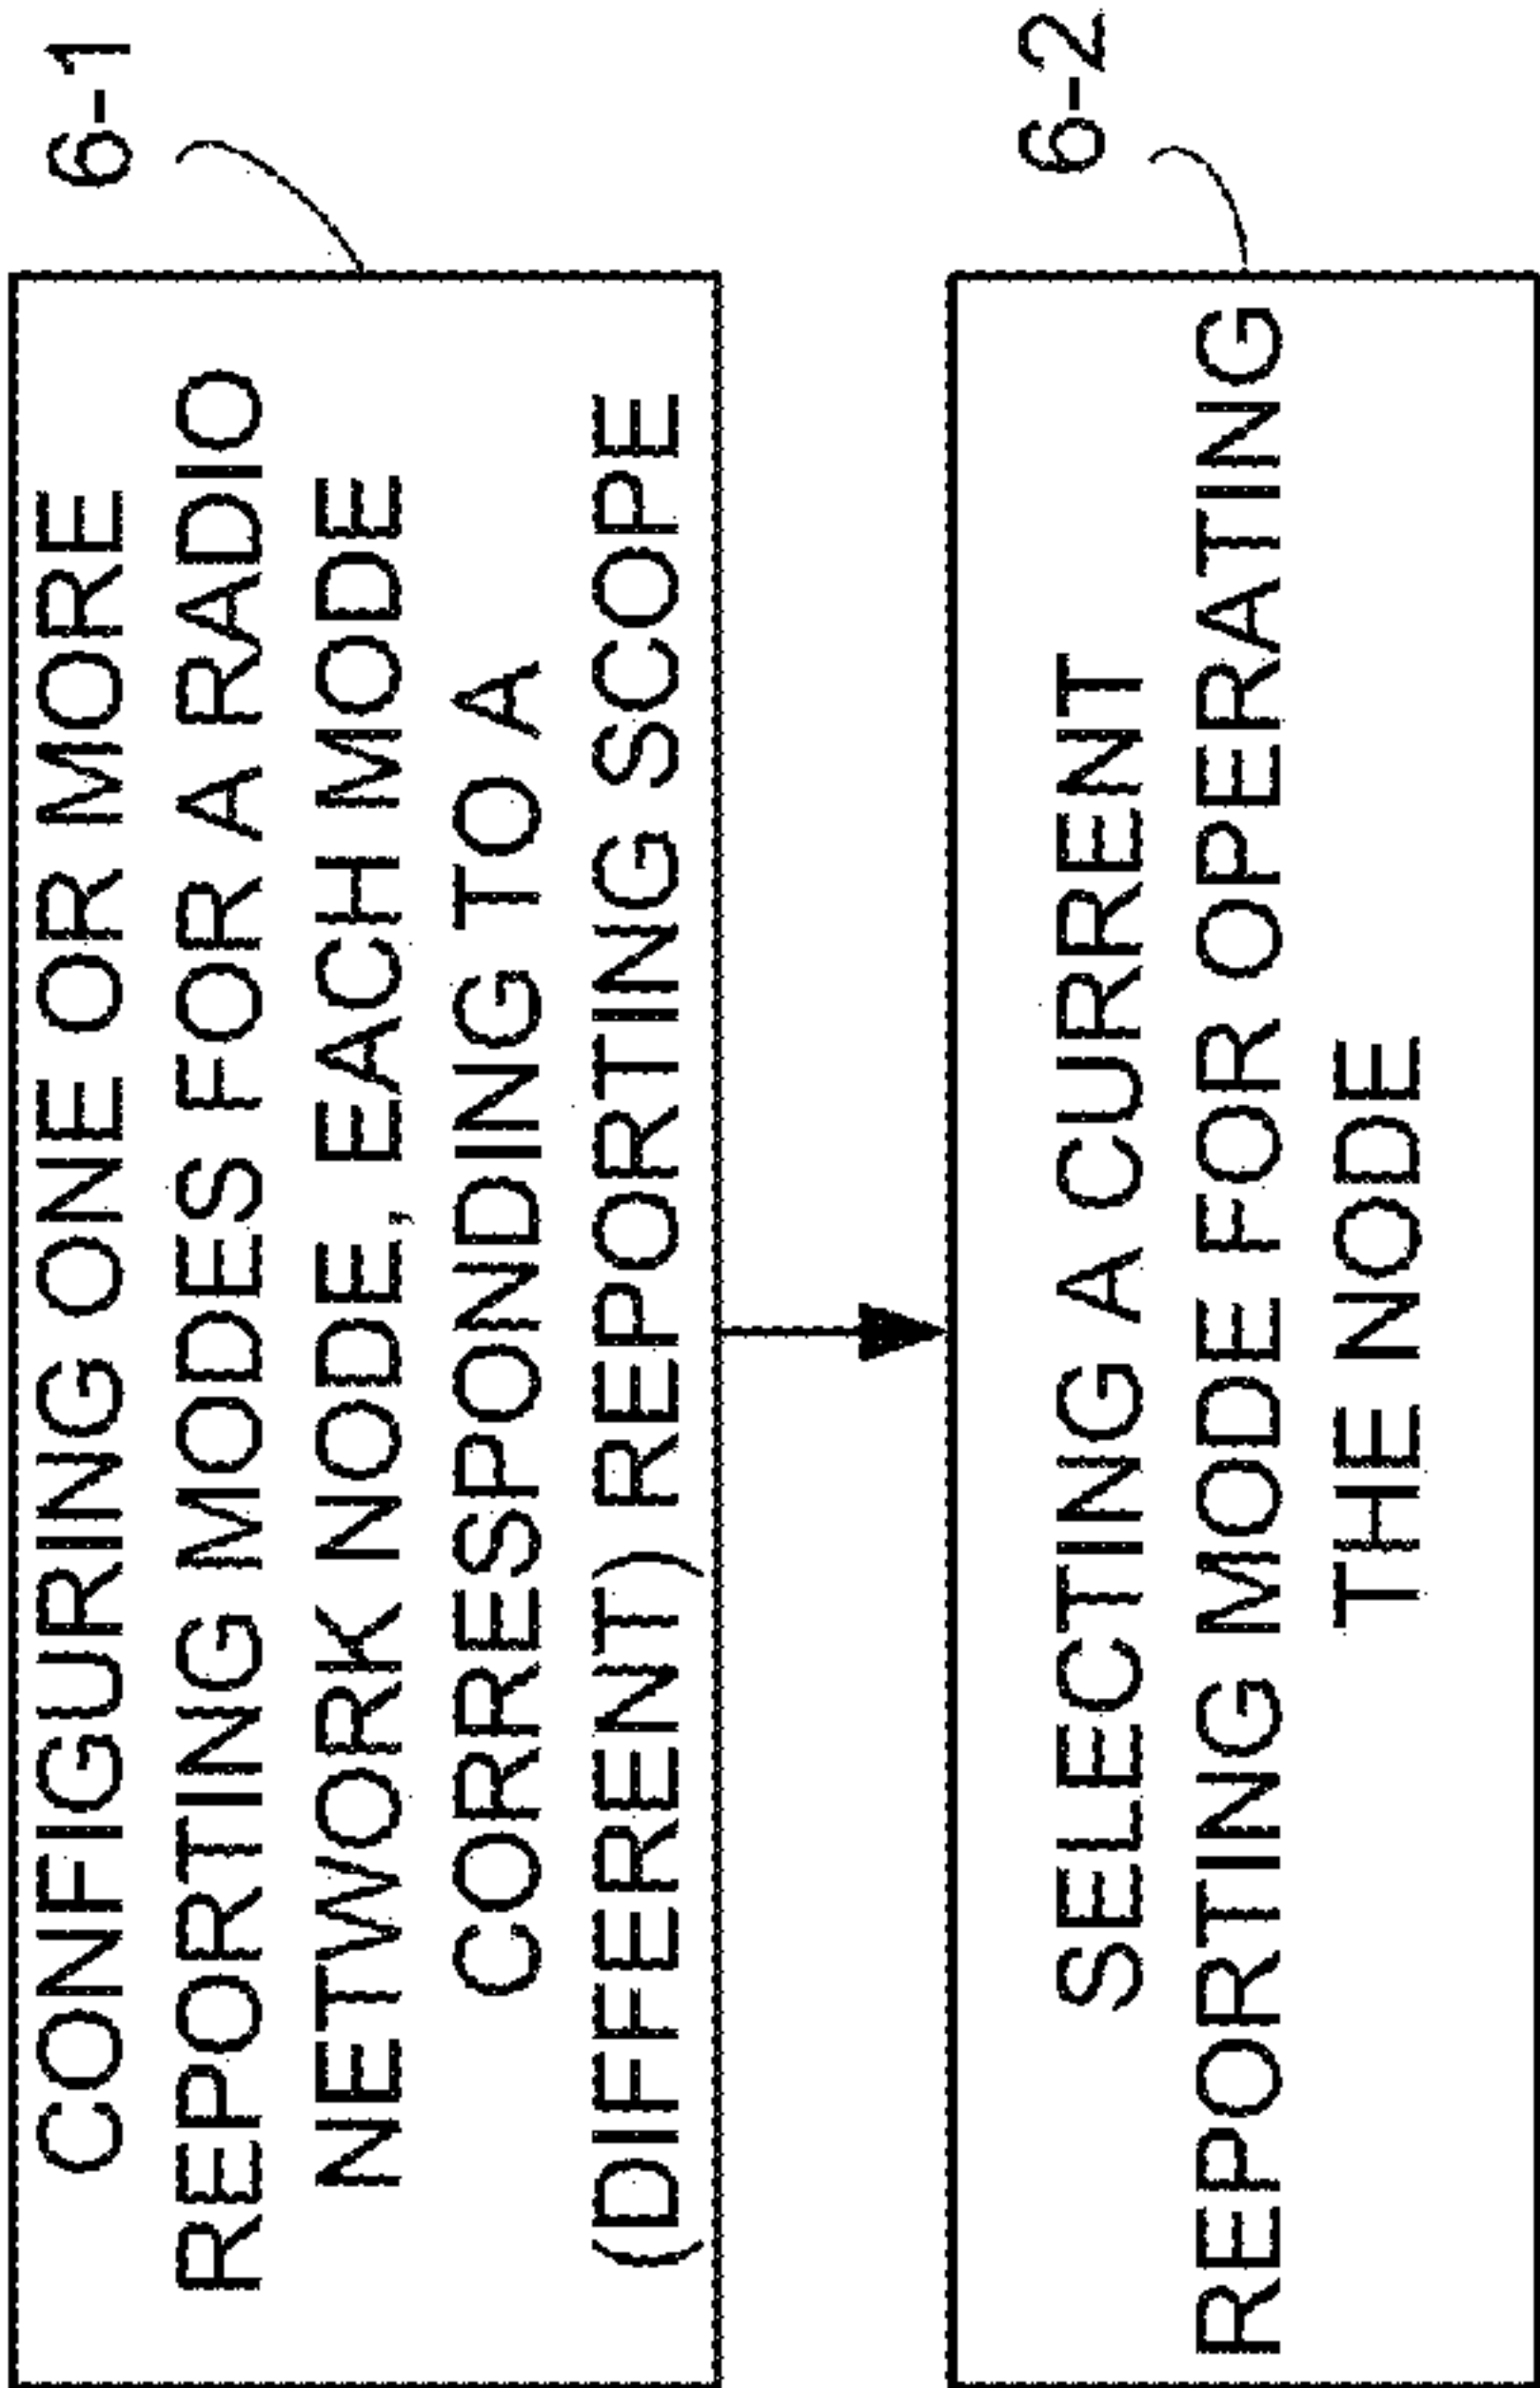 CONFIGURING ONE OR MORE
REPORTING MODES FOR A RADIO
NETWORK NODE, EACH MODE
CORRESPONDING TO A
(DIFFERENT) REPORTING SCOPE
6-1
SELECTING A CURRENT
REPORTING MODE FOR OPERATING
THE NODE
6-2